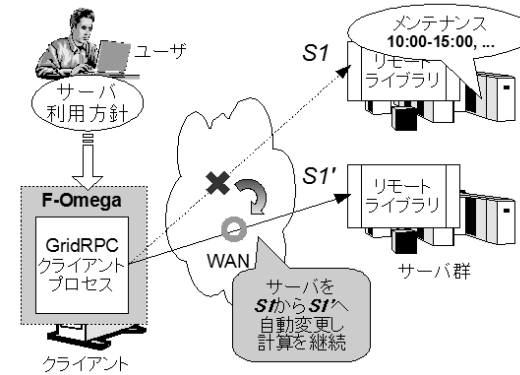 ユーザ
サーバ
利用方針
F-Omega
GridRPC
クライアント
プロセス
クライアント
WAN
サーバを
S1からS1'へ
自動変更し
計算を継続
S1
メンテナンス
10:00-15:00, ...
リモート
ライブラリ
S1'
リモート
ライブラリ
サーバ群